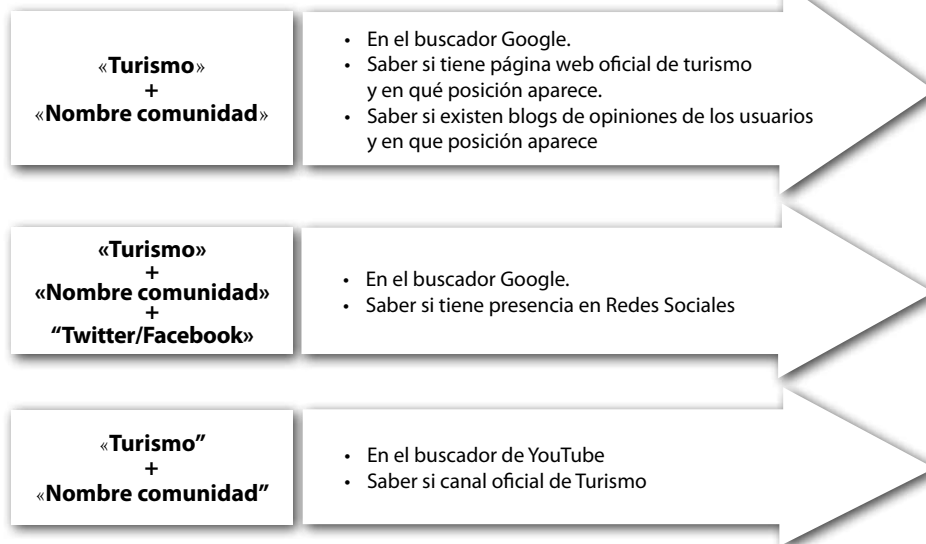 «Turismo»
+
«Nombre comunidad»
• En el buscador Google.
• Saber si tiene página web oficial de turismo
y en qué posición aparece.
• Saber si existen blogs de opiniones de los usuarios
y en que posición aparece
«Turismo»
+
«Nombre comunidad»
+
“Twitter/Facebook»
• En el buscador Google.
• Saber si tiene presencia en Redes Sociales
«Turismo”
+
«Nombre comunidad”
• En el buscador de YouTube
• Saber si canal oficial de Turismo